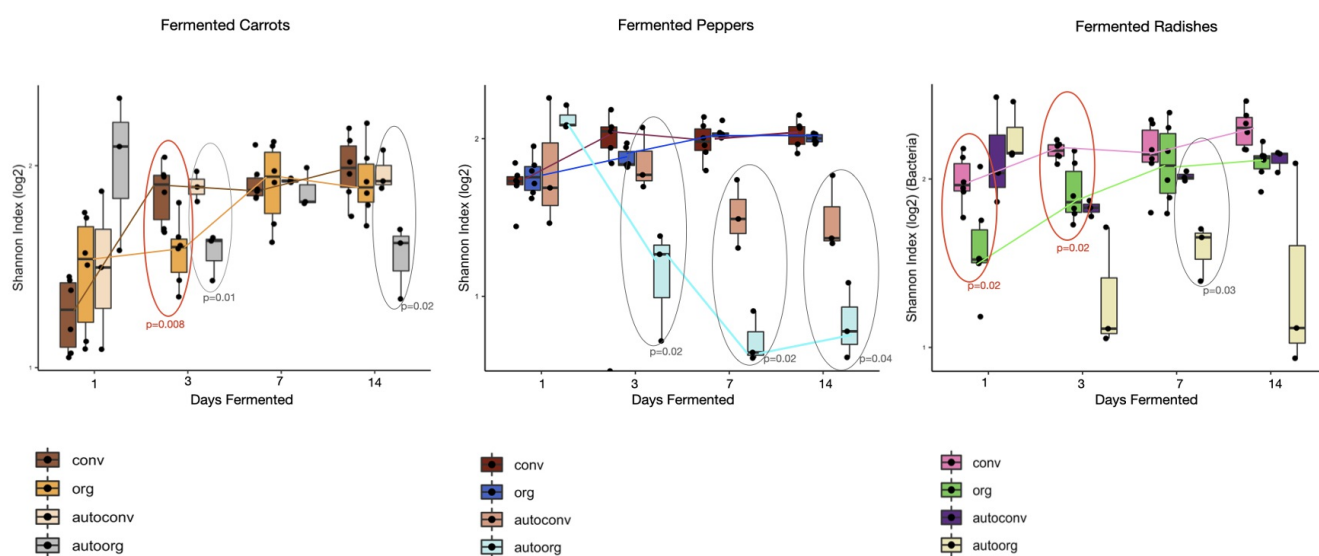 Fermented Carrots
Shannon Index (log2)
2
1
p=0.008
p=0.01
p=0.02
1 3 7 14
Days Fermented
conv
org
autoconv
autoorg
Fermented Peppers
Shannon Index (log2)
2
1
p=0.02
p=0.02
p=0.04
1 3 7 14
Days Fermented
conv
org
autoconv
autoorg
Fermented Radishes
Shannon Index (log2) (Bacteria)
2
1
p=0.02
p=0.02
p=0.03
1 3 7 14
Days Fermented
conv
org
autoconv
autoorg